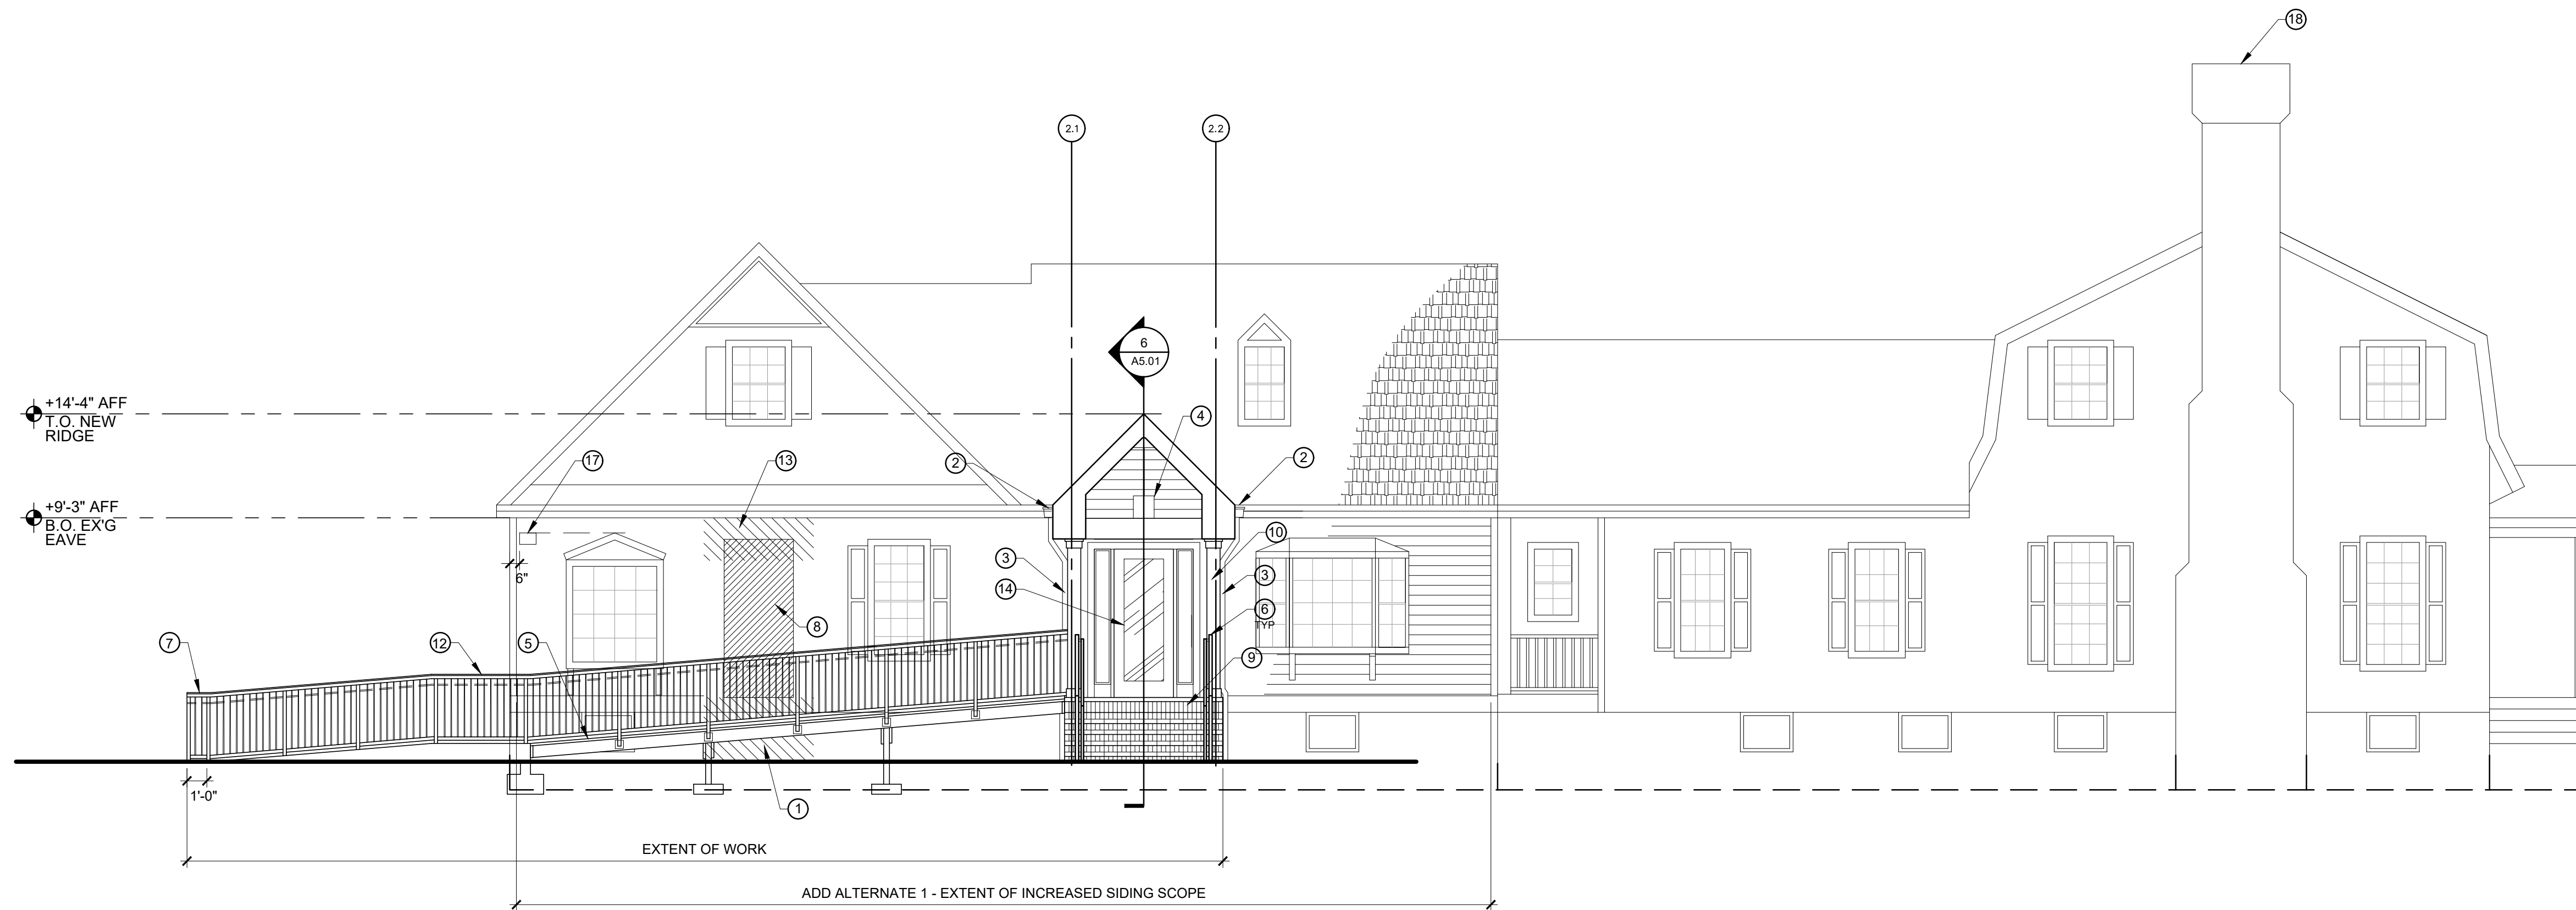 18
2.1
2.2
6
A5.01
+14'-4" AFF
T.O. NEW
RIDGE
4
17
13
2
2
+9'-3" AFF
B.O. EX'G
EAVE
10
3
6"
3
14
6
TYP
8
7
12
5
9
1'-0"
1
EXTENT OF WORK
ADD ALTERNATE 1 - EXTENT OF INCREASED SIDING SCOPE